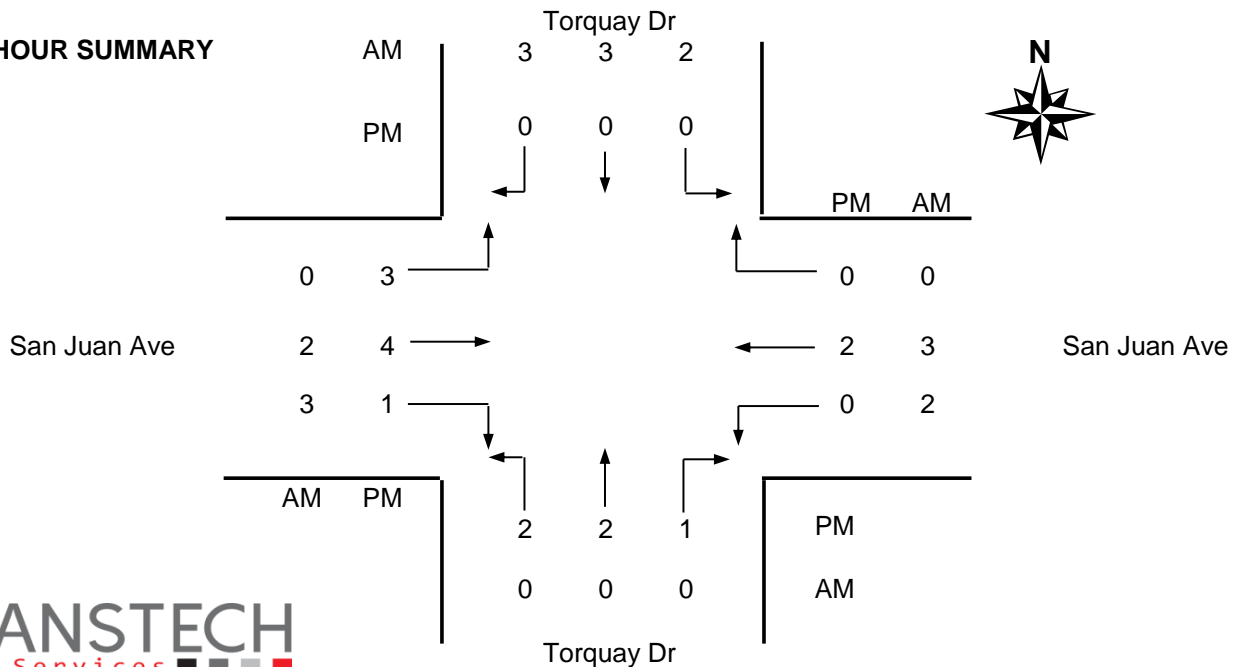 Torquay Dr
HOUR SUMMARY AM 3 3 2 N
PM 0 0 0
PM AM
0 3 0 0
San Juan Ave 2 4 2 3 San Juan Ave
3 1 0 2
AM PM
2 2 1 PM
0 0 0 AM
ANSTECH
Services
Torquay Dr